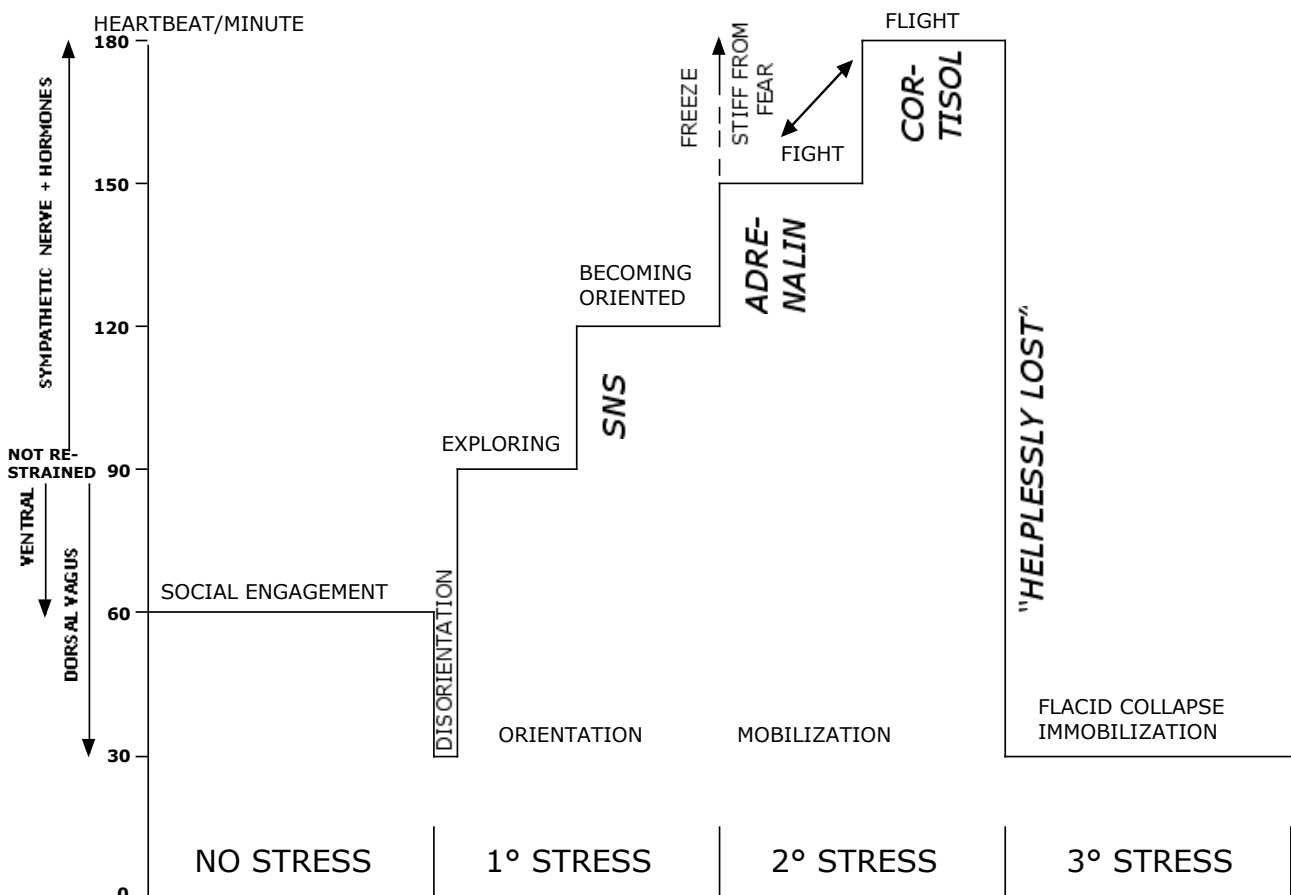 HEARTBEAT/MINUTE
180
150
120
90
60
30
0
SYMPATHETIC NERVE + HORMONES
NOT RE-
STRAINED
VENTRAL
DORSAL VAGUS
SOCIAL ENGAGEMENT
DISORIENTATION
EXPLORING
BECOMING
ORIENTED
SNS
ORIENTATION
FREEZE
STIFF FROM
FEAR
FIGHT
FLIGHT
ADRE-
NALIN
COR-
TISOL
MOBILIZATION
"HELPLESSLY LOST"
FLACID COLLAPSE
IMMOBILIZATION
NO STRESS
1° STRESS
2° STRESS
3° STRESS